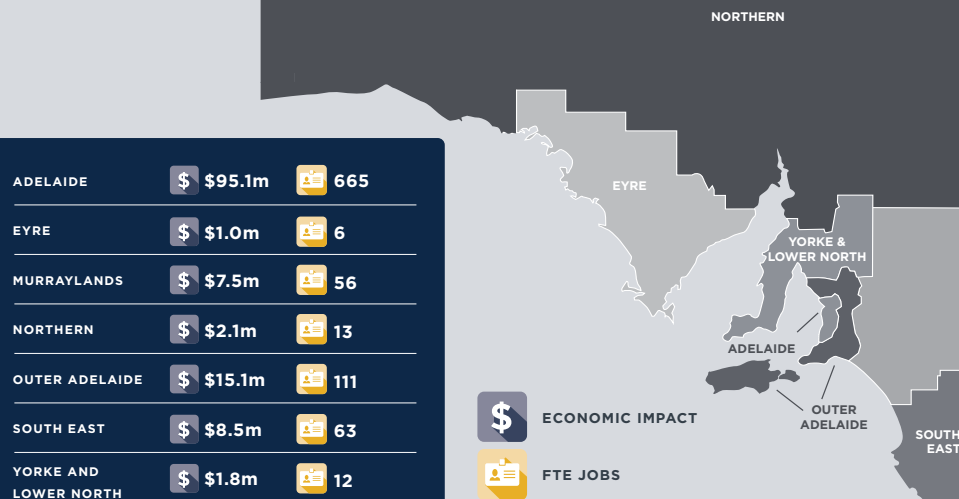 NORTHERN
ADELAIDE $ $95.1m 665
EYRE $ $1.0m 6
MURRAYLANDS $ $7.5m 56
NORTHERN $ $2.1m 13
OUTER ADELAIDE $ $15.1m 111
SOUTH EAST $ $8.5m 63
YORKE AND
LOWER NORTH $ $1.8m 12
EYRE
YORKE &
LOWER NORTH
ADELAIDE
OUTER
ADELAIDE
SOUTH
EAST
$ ECONOMIC IMPACT
FTE JOBS